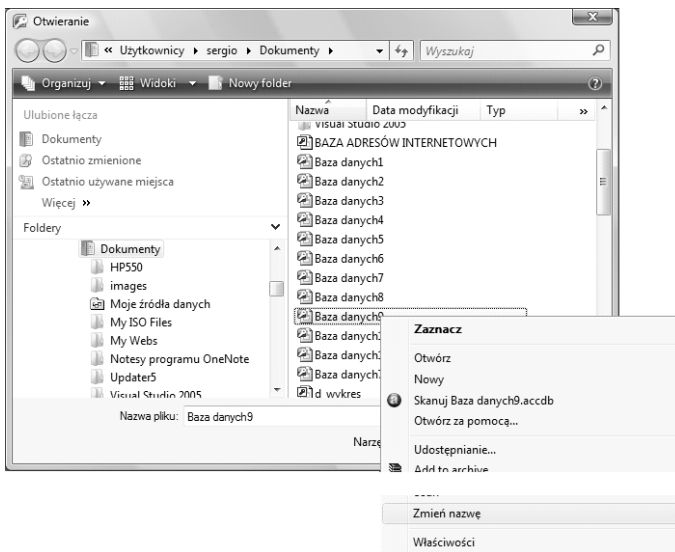 Otwieranie
« Użytkownicy ▸ sergio ▸ Dokumenty ▸
Wyszukaj
Organizuj
Widoki
Nowy folder
Ulubione łącza
Dokumenty
Ostatnio zmienione
Ostatnio używane miejsca
Więcej »
Foldery
Dokumenty
HP550
images
Moje źródła danych
My ISO Files
My Webs
Notesy programu OneNote
Updater5
Visual Studio 2005
Nazwa Data modyfikacji Typ »
Visual Studio 2005
BAZA ADRESÓW INTERNETOWYCH
Baza danych1
Baza danych2
Baza danych3
Baza danych4
Baza danych5
Baza danych6
Baza danych7
Baza danych8
Baza danych9
Baza
Baza
Baza
d_wykres
Nazwa pliku: Baza danych9
Zaznacz
Otwórz
Nowy
Skanuj Baza danych9.accdb
Otwórz za pomocą...
Udostępnianie...
Add to archive
Zmień nazwę
Właściwości